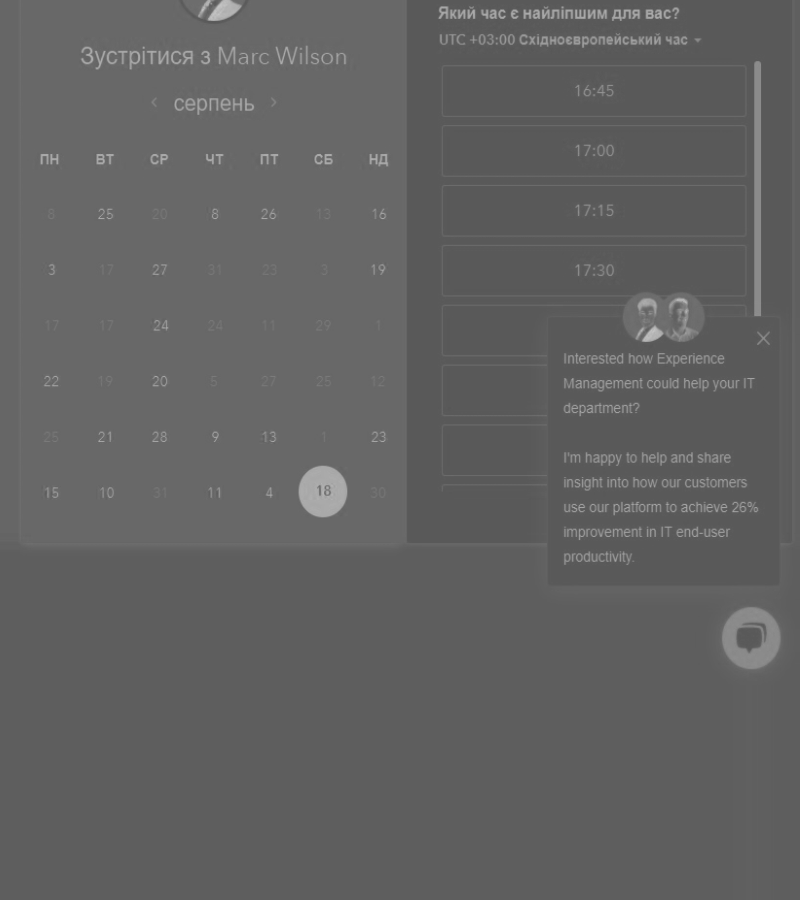 Зустрітися з Marc Wilson
серпень
ПН ВТ СР ЧТ ПТ СБ НД
8 25 20 8 26 13 16
3 17 27 31 23 3 19
17 17 24 24 11 29 1
22 19 20 5 27 25 12
25 21 28 9 13 1 23
15 10 31 11 4 18 30
Який час є найліпшим для вас?
UTC +03:00 Східноєвропейський час
16:45
17:00
17:15
17:30
Interested how Experience
Management could help your IT
department?
I'm happy to help and share
insight into how our customers
use our platform to achieve 26%
improvement in IT end-user
productivity.